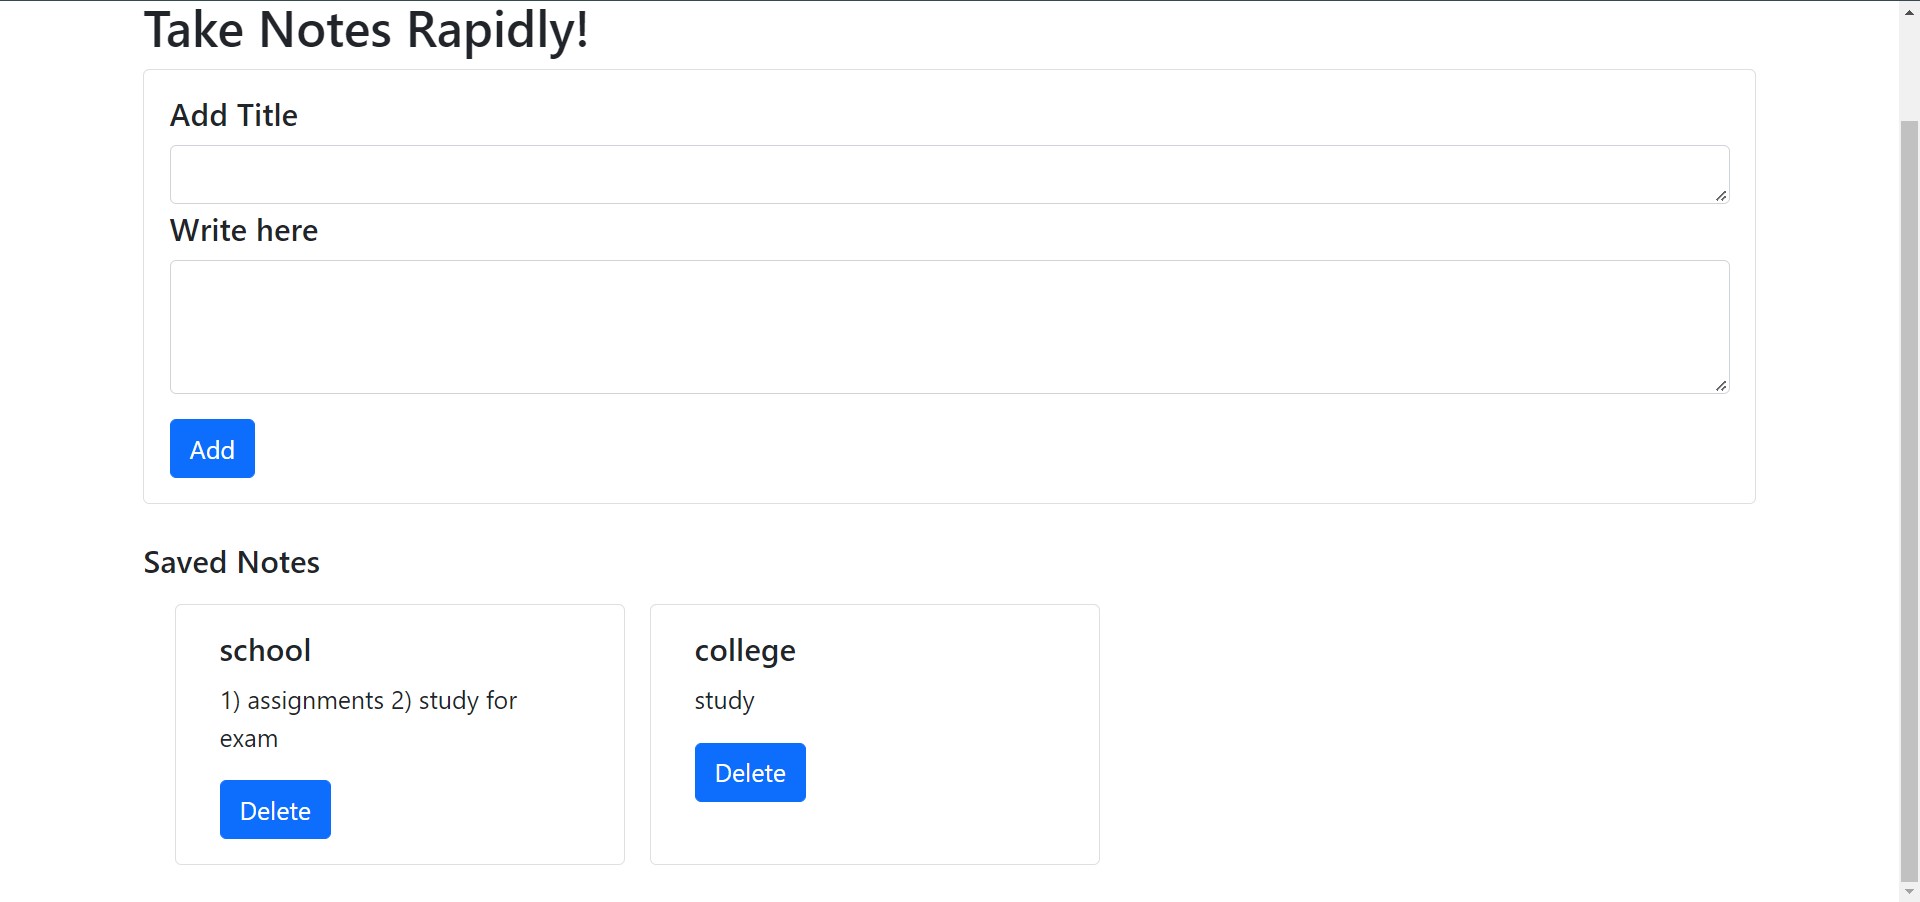 Take Notes Rapidly!
Add Title
Write here
Add
Saved Notes
school
1) assignments 2) study for
exam
Delete
college
study
Delete